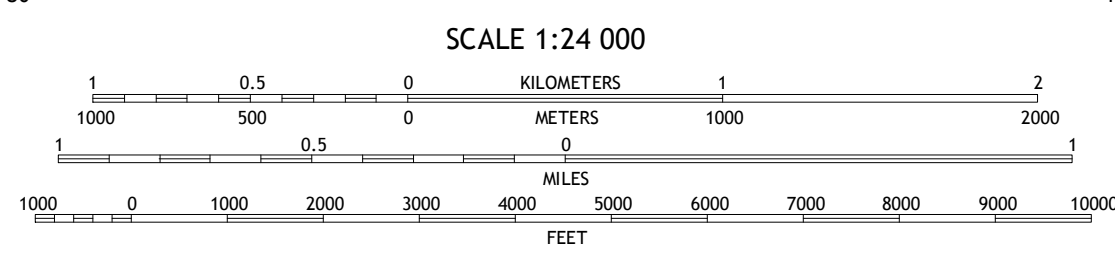 SCALE 1:24 000
1 0.5 0 KILOMETERS 1 2
1000 500 0 METERS 1000 2000
1 0.5 0 1
MILES
1000 0 1000 2000 3000 4000 5000 6000 7000 8000 9000 10000
FEET